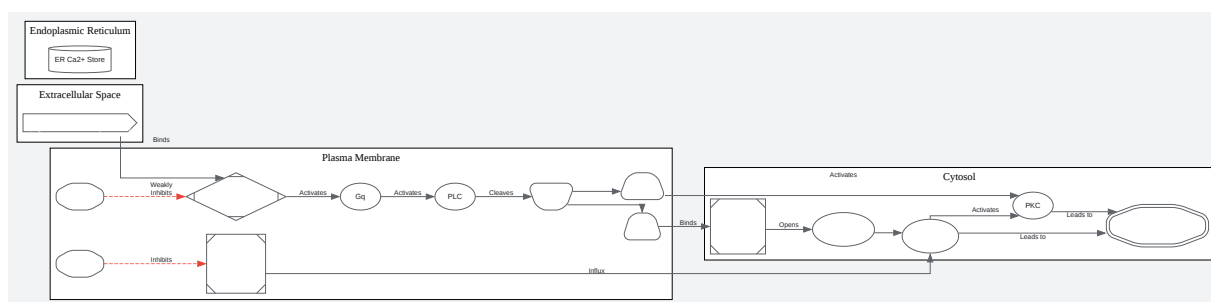 Endoplasmic Reticulum
ER Ca2+ Store
Extracellular Space
Binds
Plasma Membrane
Weakly
Inhibits
Activates
Gq
Activates
PLC
Cleaves
Inhibits
Influx
Binds
Activates
Cytosol
Opens
Activates
PKC
Leads to
Leads to